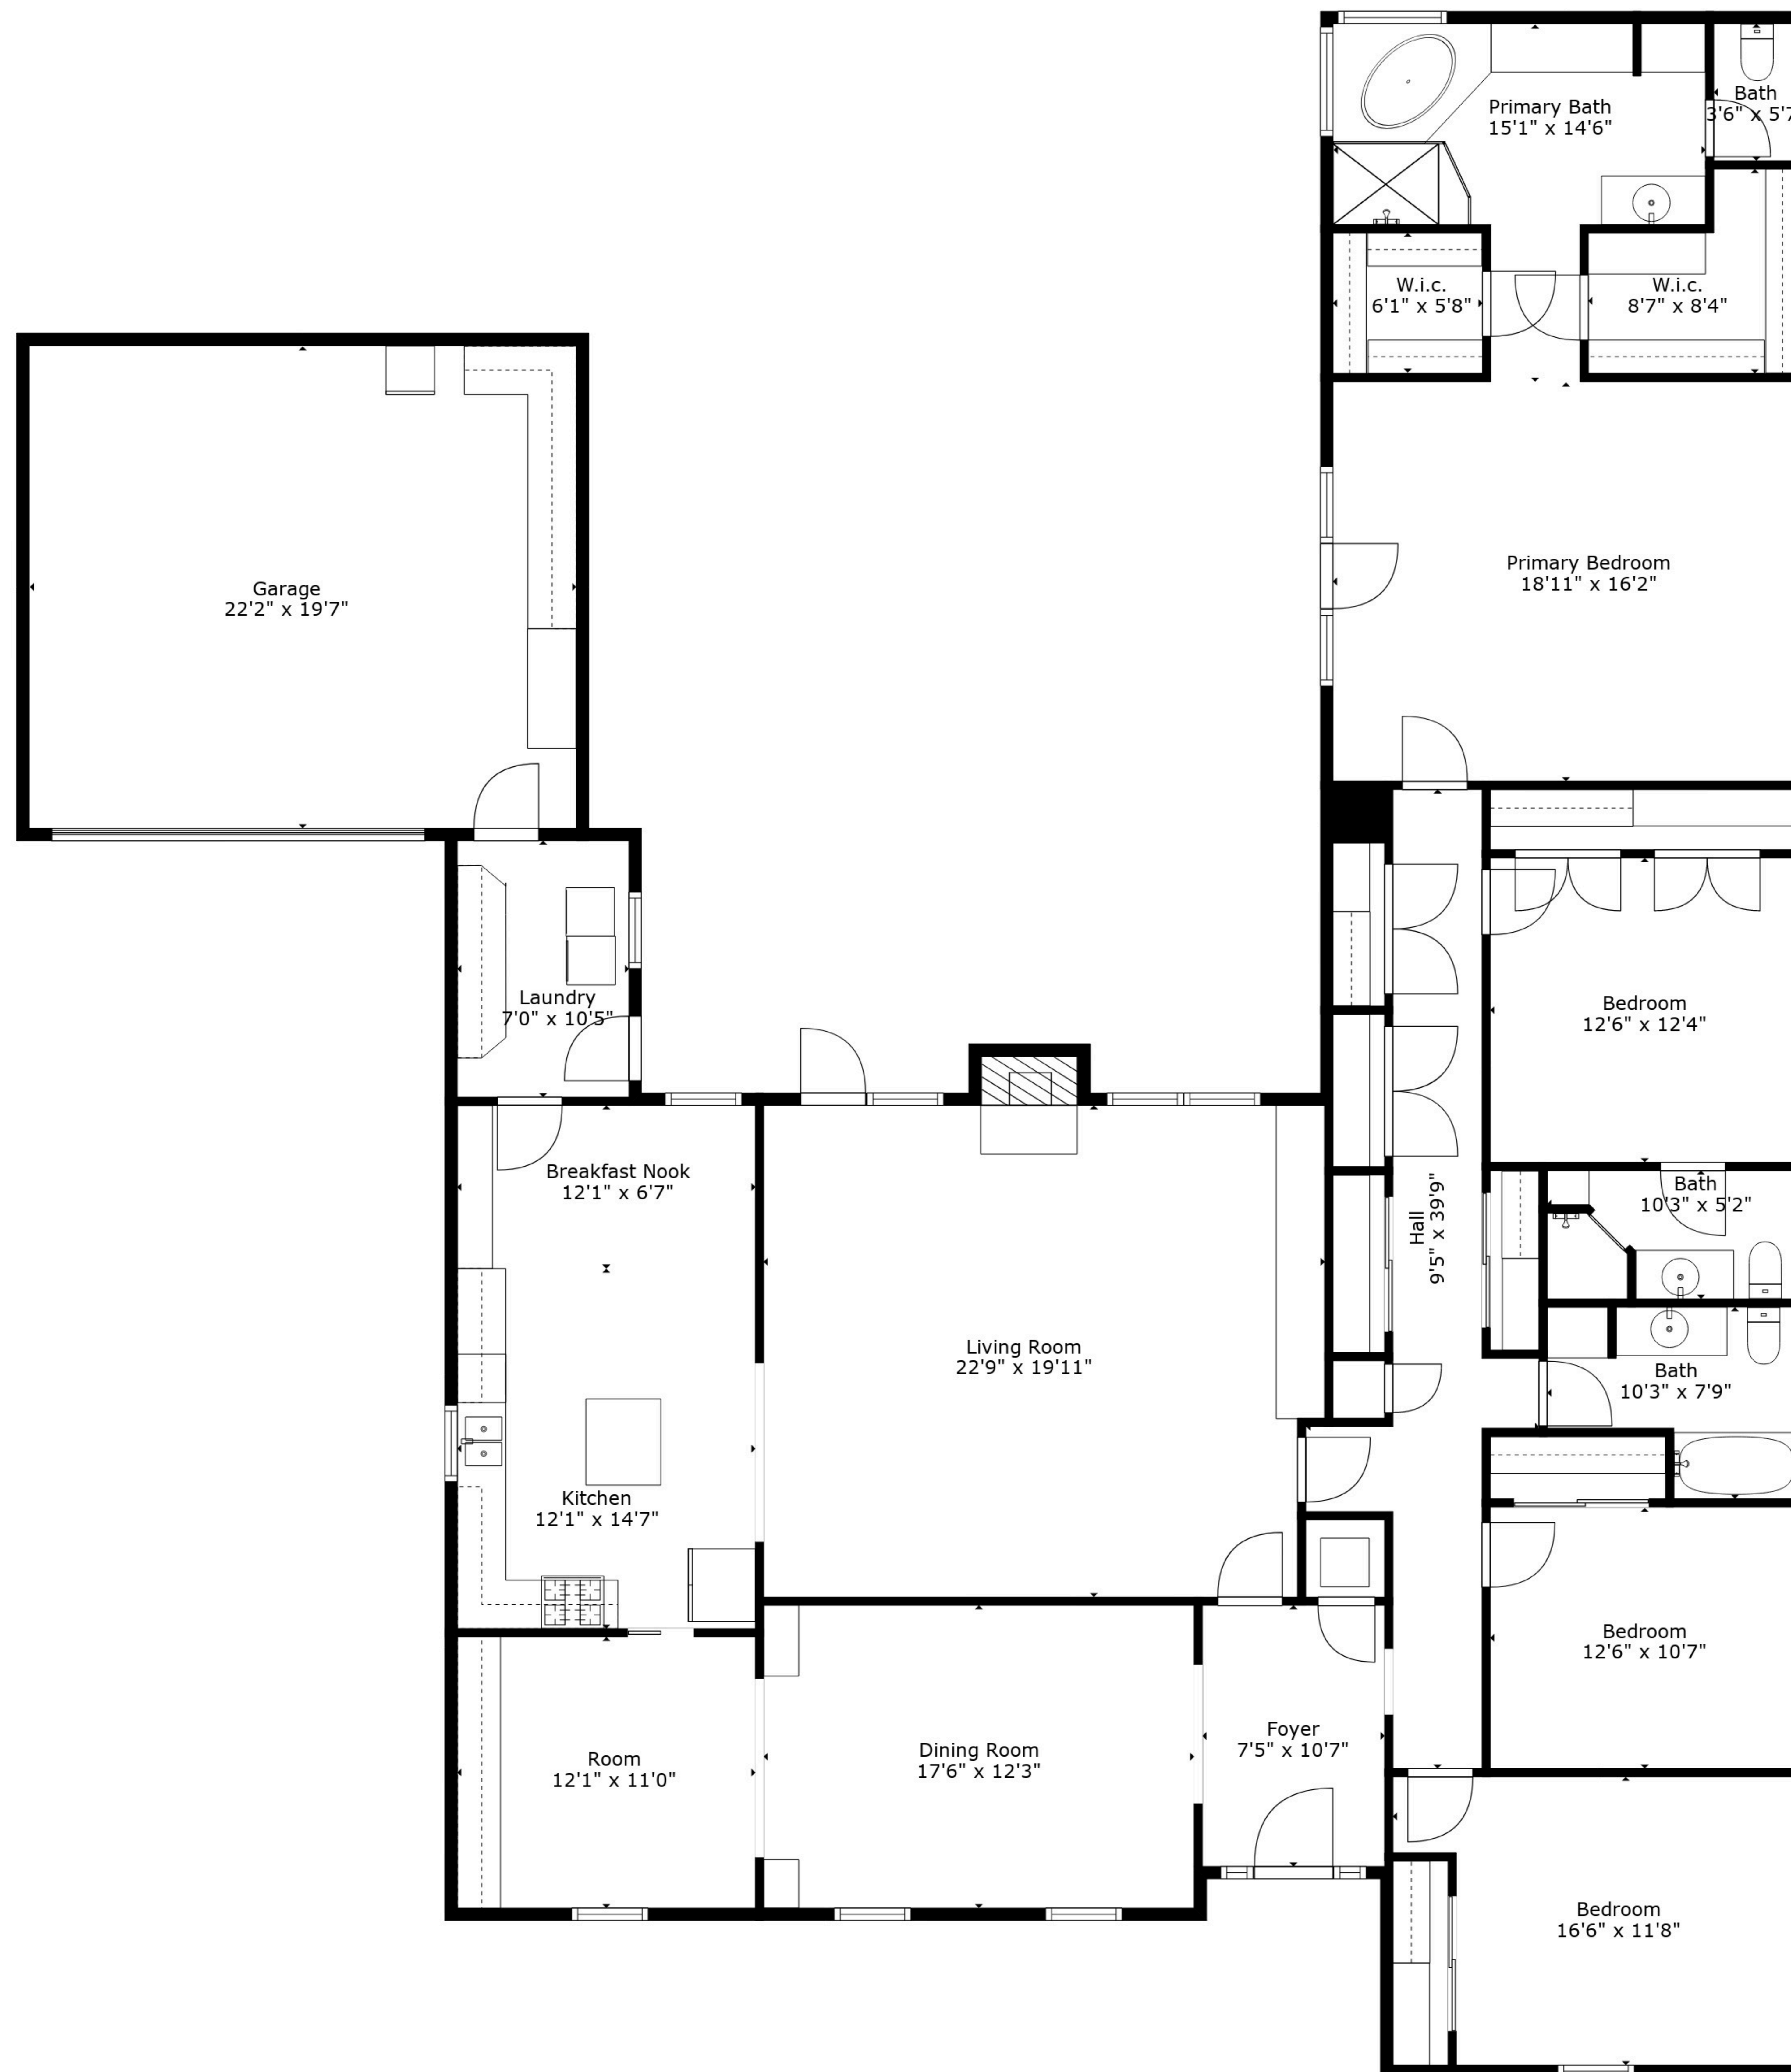 Primary Bath
15'1" x 14'6"
Bath
3'6" x 5'7
W.i.c.
6'1" x 5'8"
W.i.c.
8'7" x 8'4"
Garage
22'2" x 19'7"
Primary Bedroom
18'11" x 16'2"
Laundry
7'0" x 10'5"
Bedroom
12'6" x 12'4"
Breakfast Nook
12'1" x 6'7"
Bath
10'3" x 5'2"
Hall
9'5" x 39'9"
Living Room
22'9" x 19'11"
Bath
10'3" x 7'9"
Kitchen
12'1" x 14'7"
Bedroom
12'6" x 10'7"
Room
12'1" x 11'0"
Dining Room
17'6" x 12'3"
Foyer
7'5" x 10'7"
Bedroom
16'6" x 11'8"